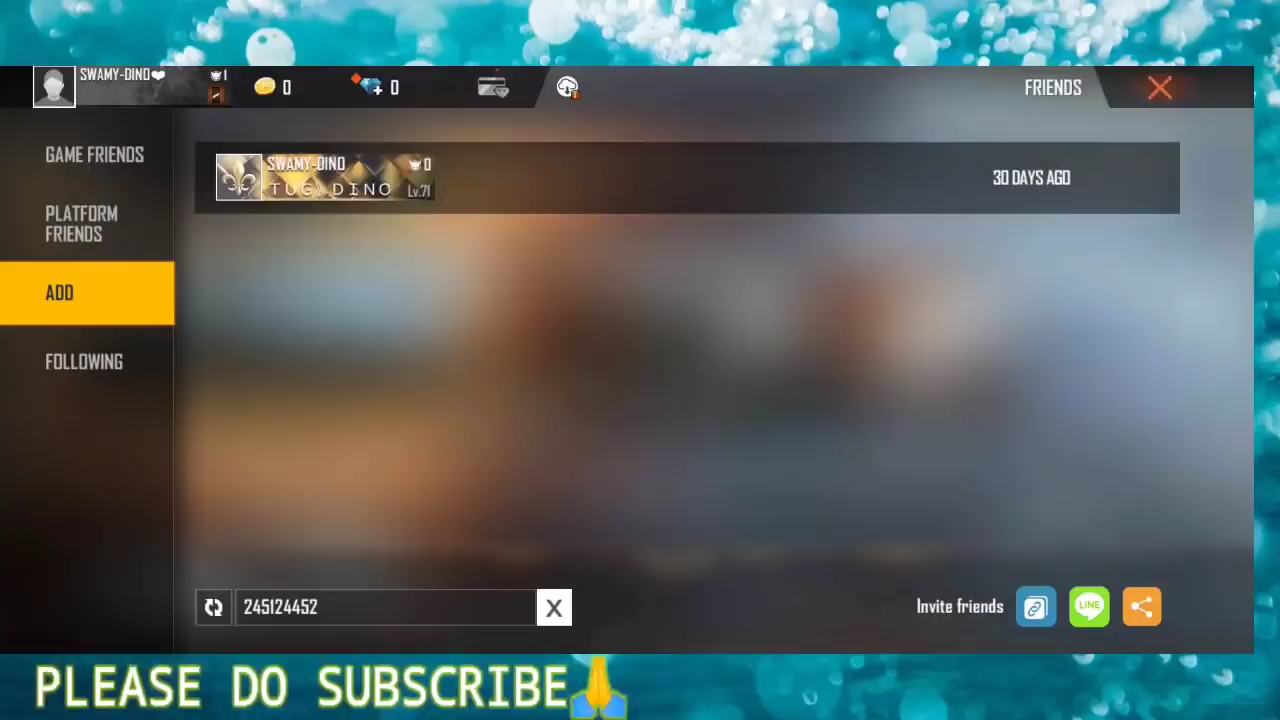 SWAMY-DINO❤ 1
0
0
FRIENDS
GAME FRIENDS
PLATFORM
FRIENDS
ADD
FOLLOWING
SWAMY-DINO 0
TUG. DINO Lv.71
30 DAYS AGO
245124452
X
Invite friends
LINE
PLEASE DO SUBSCRIBE🙏